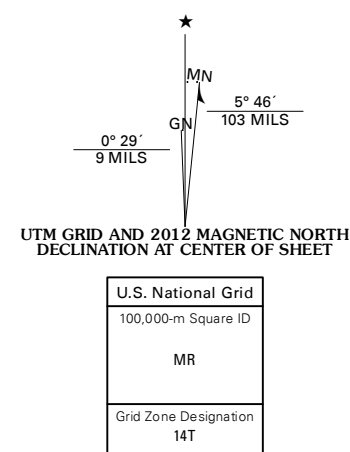 ★
MN
5° 46´
103 MILS
GN
0° 29´
9 MILS
UTM GRID AND 2012 MAGNETIC NORTH
DECLINATION AT CENTER OF SHEET
U.S. National Grid
100,000-m Square ID
MR
Grid Zone Designation
14T